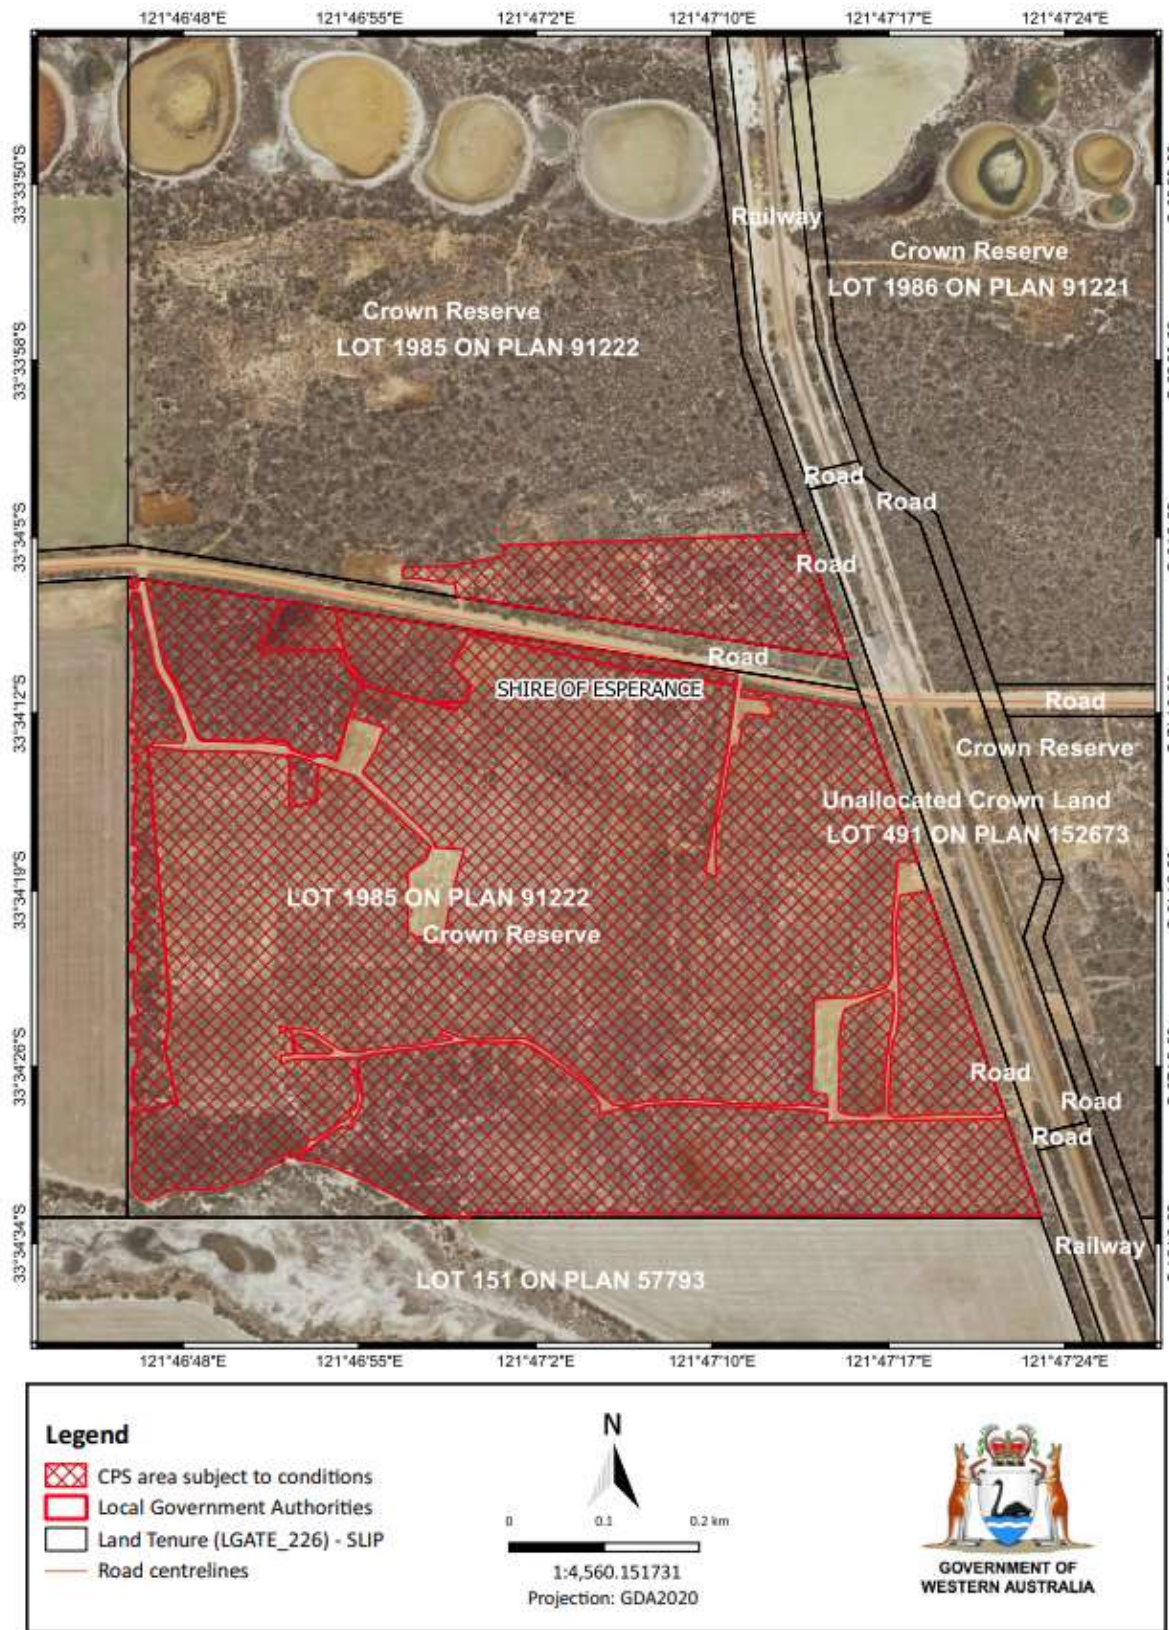 121°46'48"E 121°46'55"E 121°47'2"E 121°47'10"E 121°47'17"E 121°47'24"E
33°33'50"S
Railway
Crown Reserve
LOT 1986 ON PLAN 91221
Crown Reserve
LOT 1985 ON PLAN 91222
33°33'58"S
Road
Road
33°34'5"S
Road
Road
SHIRE OF ESPERANCE
Road
33°34'12"S
Crown Reserve
Unallocated Crown Land
LOT 491 ON PLAN 152673
33°34'19"S
LOT 1985 ON PLAN 91222
Crown Reserve
33°34'26"S
Road
Road
Road
33°34'34"S
Railway
LOT 151 ON PLAN 57793
121°46'48"E 121°46'55"E 121°47'2"E 121°47'10"E 121°47'17"E 121°47'24"E
Legend
CPS area subject to conditions
Local Government Authorities
Land Tenure (LGATE_226) - SLIP
Road centrelines
N
0 0.1 0.2 km
1:4,560.151731
Projection: GDA2020
GOVERNMENT OF
WESTERN AUSTRALIA